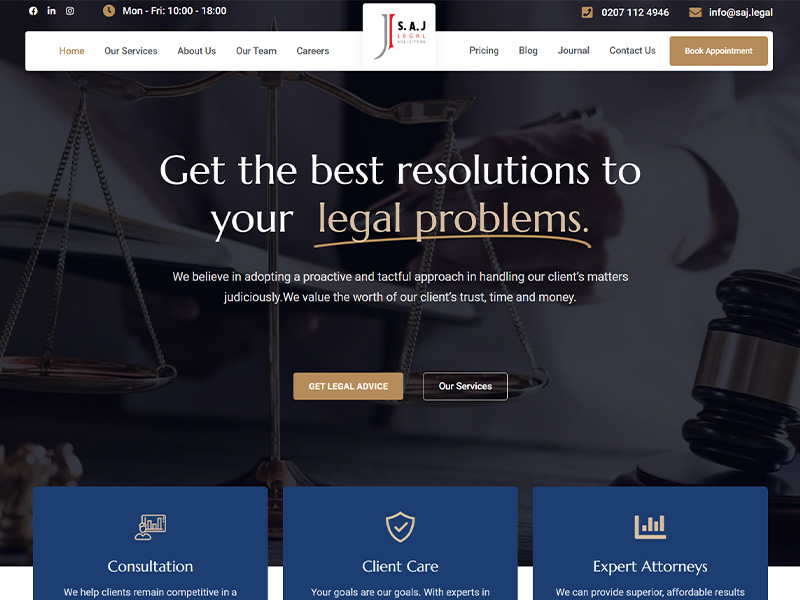 Mon - Fri: 10:00 - 18:00
0207 112 4946
info@saj.legal
Home
Our Services
About Us
Our Team
Careers
S.A.J
LEGAL
SOLICITORS
Pricing
Blog
Journal
Contact Us
Book Appointment
Get the best resolutions to
your legal problems.
We believe in adopting a proactive and tactful approach in handling our client's matters
judiciously.We value the worth of our client's trust, time and money.
GET LEGAL ADVICE
Our Services
Consultation
We help clients remain competitive in a
Client Care
Your goals are our goals. With experts in
Expert Attorneys
We can provide superior, affordable results